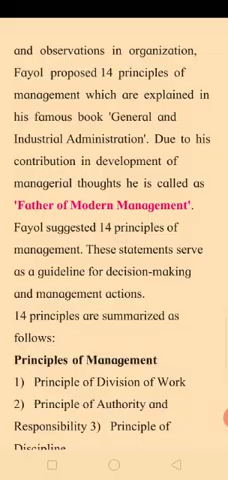 and observations in organization,
Fayol proposed 14 principles of
management which are explained in
his famous book 'General and
Industrial Administration'. Due to his
contribution in development of
managerial thoughts he is called as
'Father of Modern Management'.
Fayol suggested 14 principles of
management. These statements serve
as a guideline for decision-making
and management actions.
14 principles are summarized as
follows:
Principles of Management
1) Principle of Division of Work
2) Principle of Authority and
Responsibility 3) Principle of
Discipline